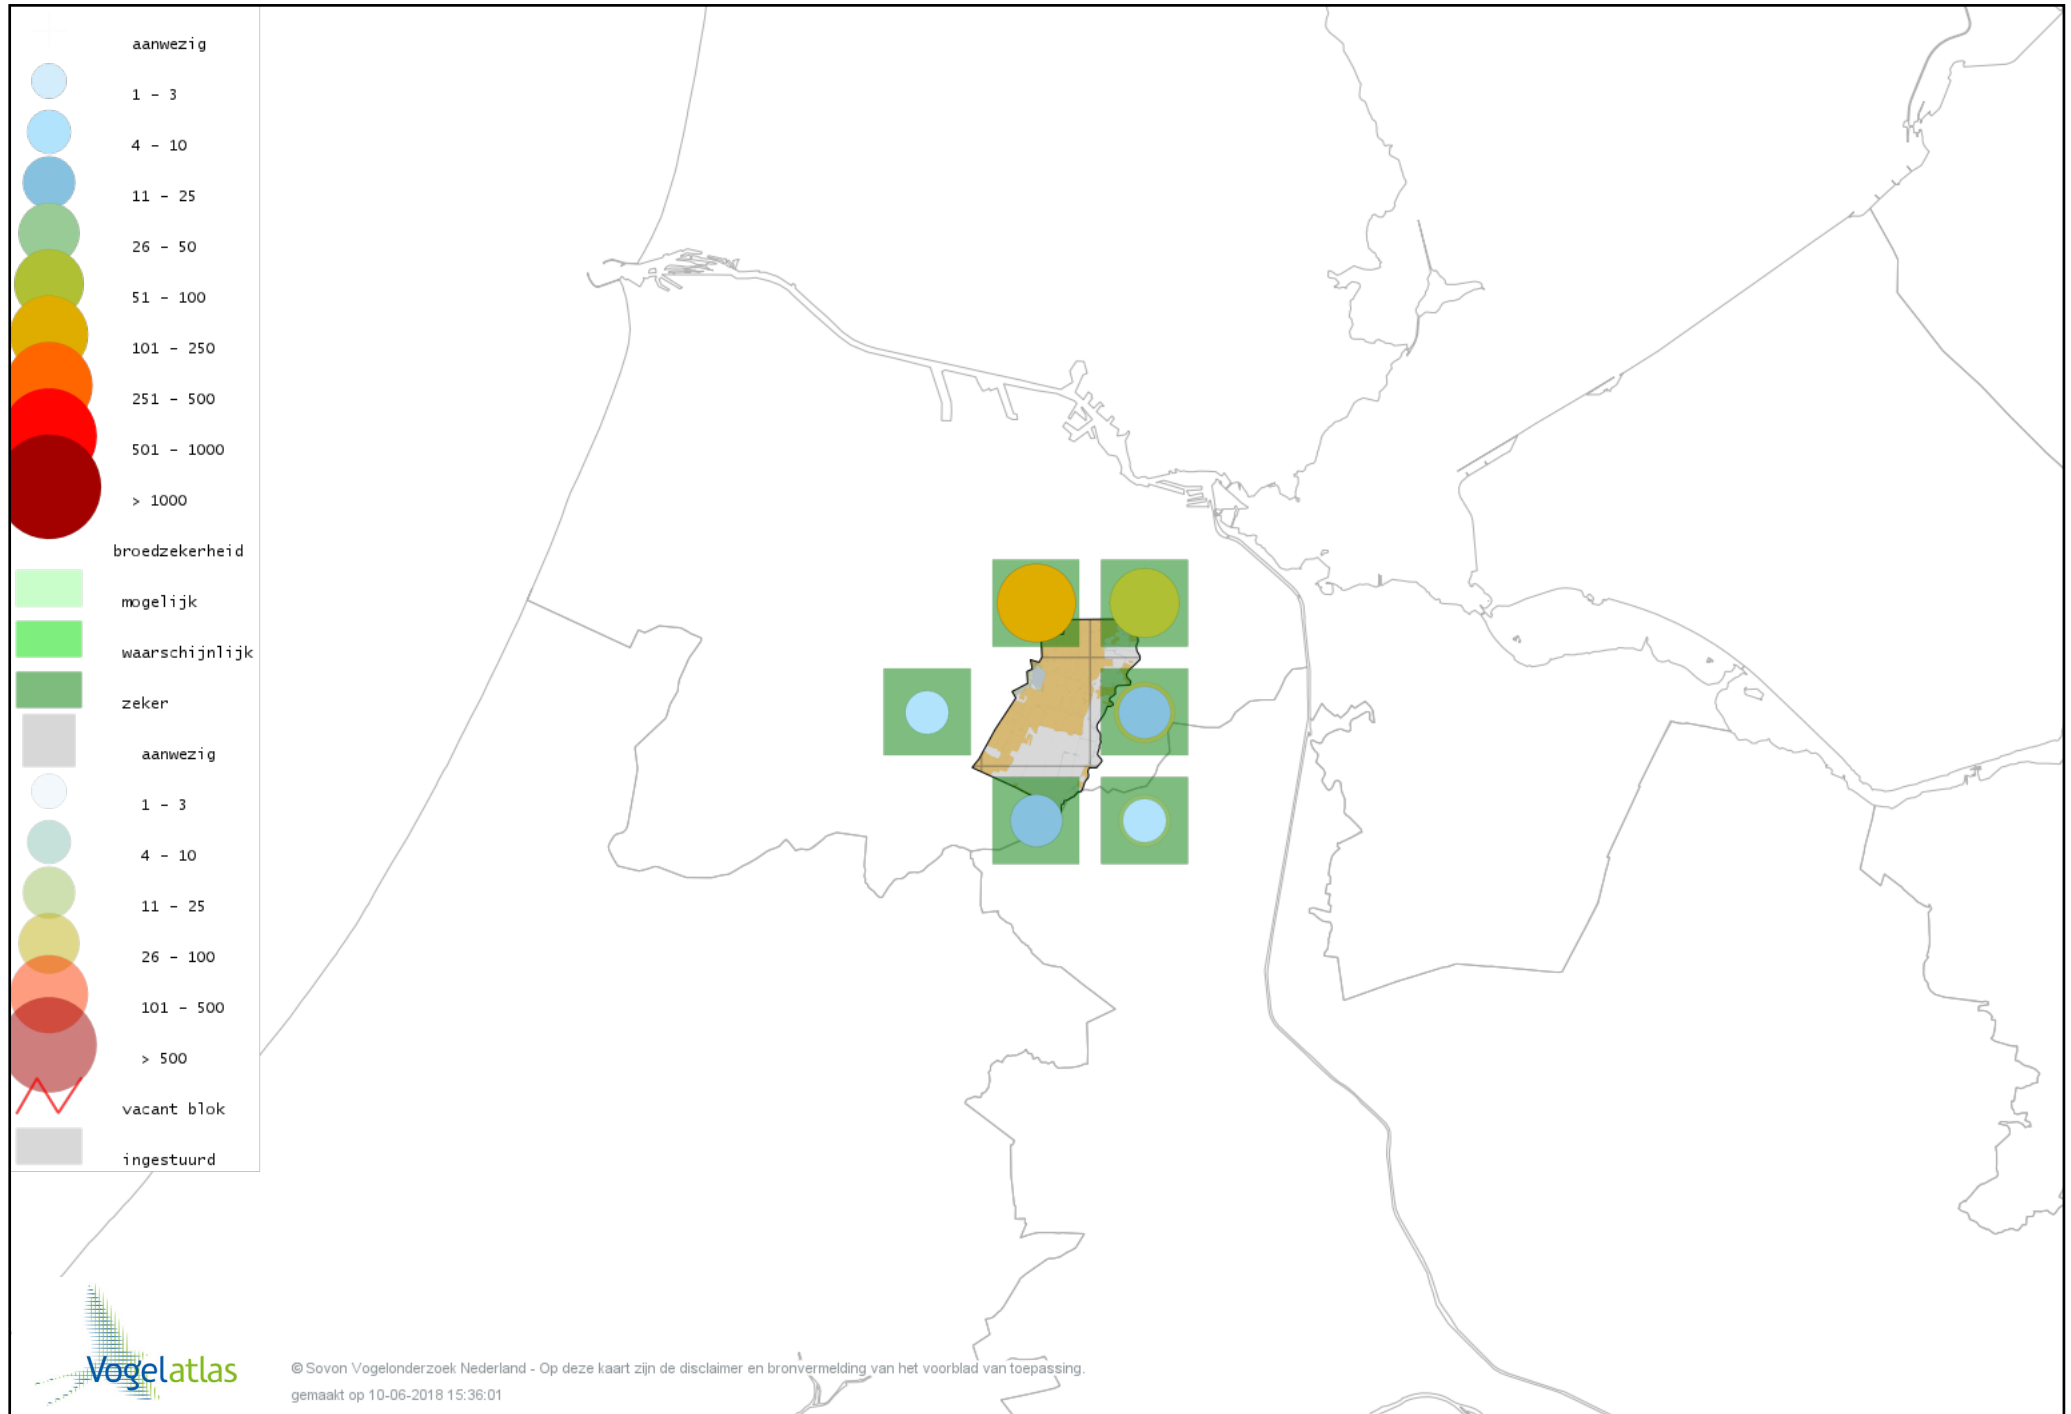 aanwezig
1 - 3
4 - 10
11 - 25
26 - 50
51 - 100
101 - 250
251 - 500
501 - 1000
> 1000
broedzekerheid
mogelijk
waarschijnlijk
zeker
aanwezig
1 - 3
4 - 10
11 - 25
26 - 100
101 - 500
> 500
vacant blok
ingestuurd
Vogelatlas
© Sovon Vogelonderzoek Nederland - Op deze kaart zijn de disclaimer en bronvermelding van het voorblad van toepassing.
gemaakt op 10-06-2018 15:36:01